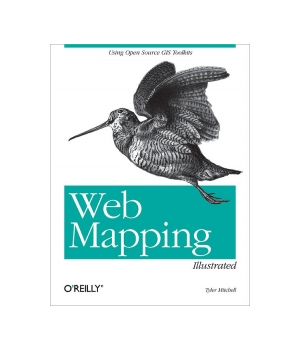 Using Open Source GIS Toolkits
Web
Mapping
Illustrated
O'REILLY®
Tyler Mitchell